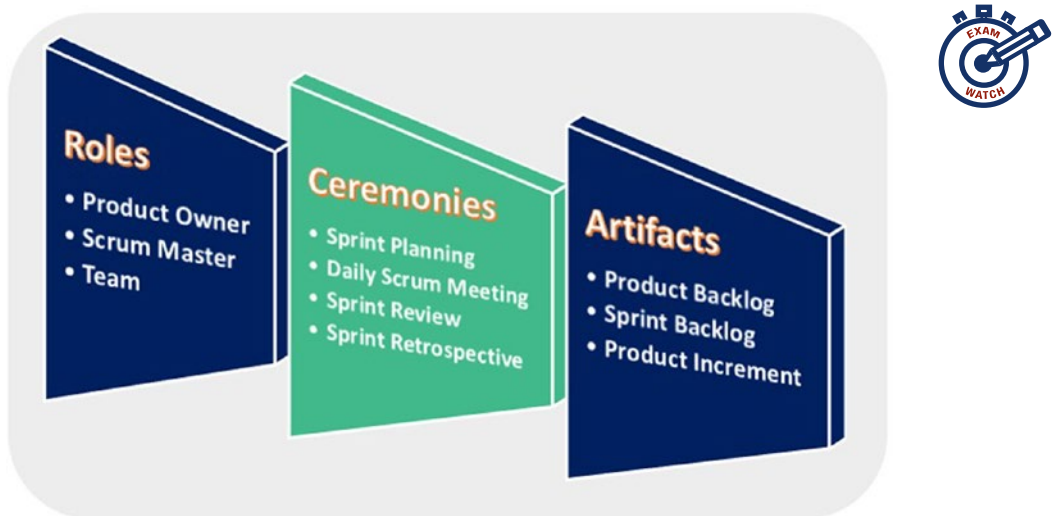 Roles
• Product Owner
• Scrum Master
• Team
Ceremonies
• Sprint Planning
• Daily Scrum Meeting
• Sprint Review
• Sprint Retrospective
Artifacts
• Product Backlog
• Sprint Backlog
• Product Increment
EXAM
WATCH